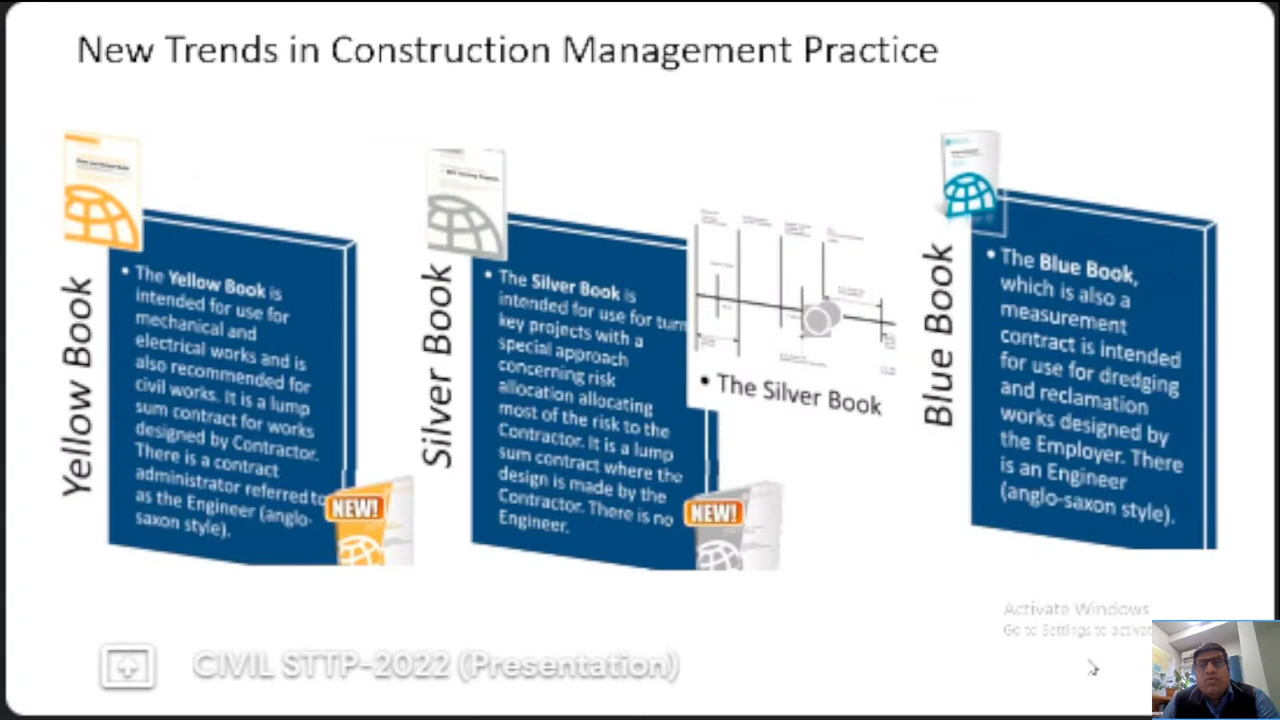 New Trends in Construction Management Practice
Yellow Book
• The Yellow Book is
intended for use for
mechanical and
electrical works and is
also recommended for
civil works. It is a lump
sum contract for works
designed by Contractor.
There is a contract
administrator referred to
as the Engineer (anglo-
saxon style).
NEW!
Silver Book
• The Silver Book is
intended for use for turn
key projects with a
special approach
concerning risk
allocation allocating
most of the risk to the
Contractor. It is a lump
sum contract where the
design is made by the
Contractor. There is no
Engineer.
NEW!
• The Silver Book
Blue Book
• The Blue Book,
which is also a
measurement
contract is intended
for use for dredging
and reclamation
works designed by
the Employer. There
is an Engineer
(anglo-saxon style).
Activate Windows
Go to Settings to activate
CIVIL STTP-2022 (Presentation)